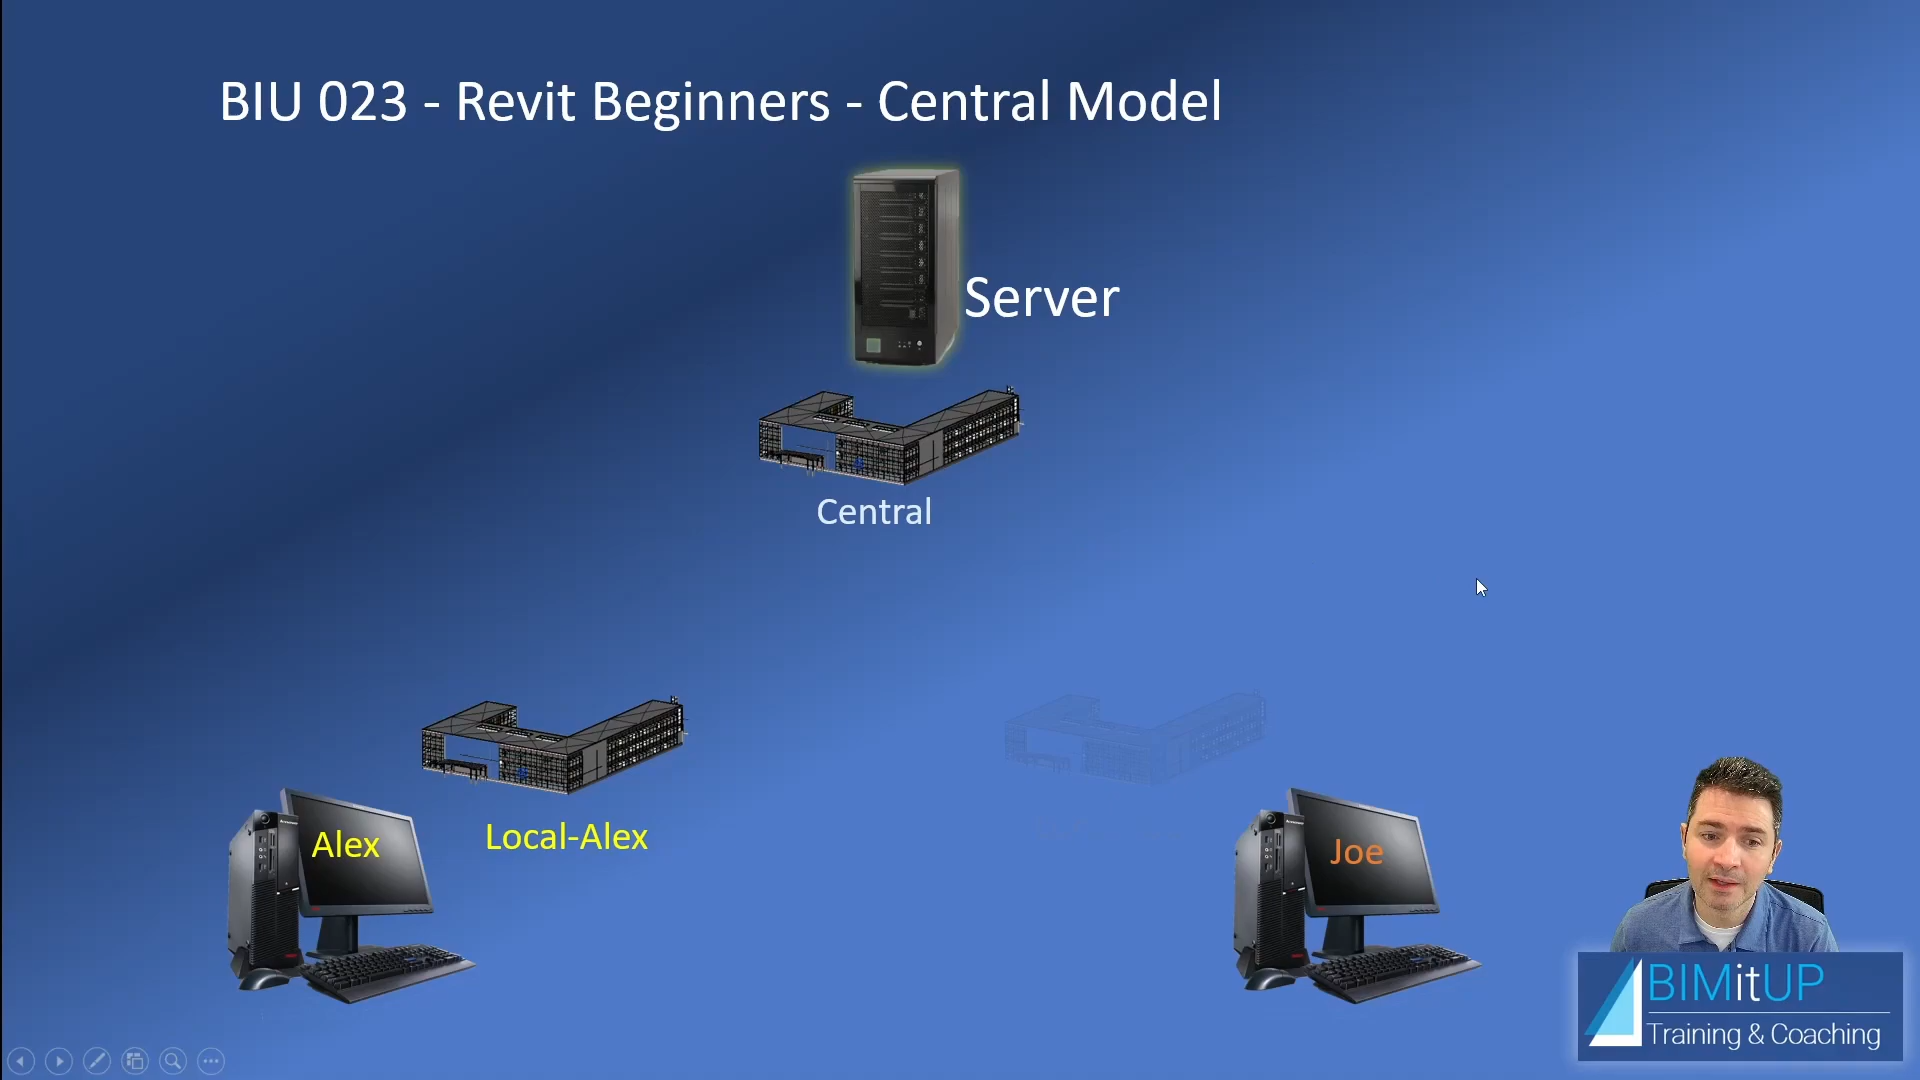 BIU 023 - Revit Beginners - Central Model
Server
Central
Alex
Local-Alex
Joe
BIMitUP
Training & Coaching